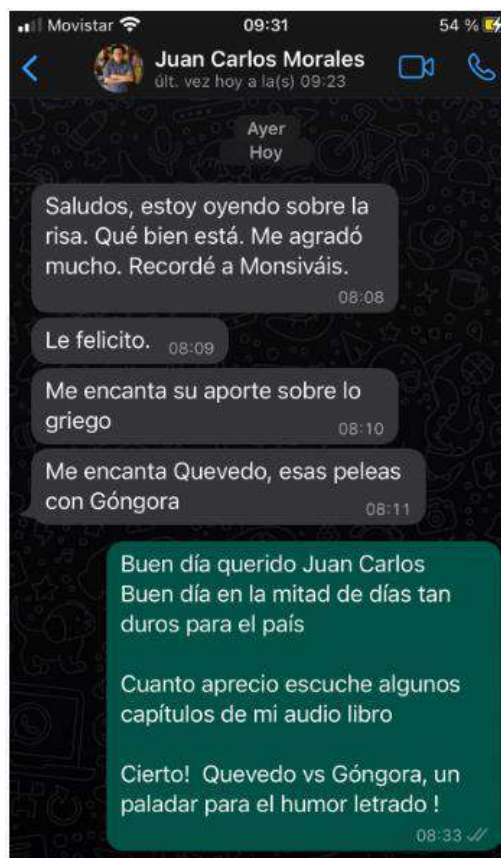 Movistar 09:31 54 %
Juan Carlos Morales
últ. vez hoy a la(s) 09:23
Ayer
Hoy
Saludos, estoy oyendo sobre la
risa. Qué bien está. Me agradó
mucho. Recordé a Monsiváis.
08:08
Le felicito. 08:09
Me encanta su aporte sobre lo
griego
08:10
Me encanta Quevedo, esas peleas
con Góngora
08:11
Buen día querido Juan Carlos
Buen día en la mitad de días tan
duros para el país
Cuanto aprecio escuche algunos
capítulos de mi audio libro
Cierto! Quevedo vs Góngora, un
paladar para el humor letrado !
08:33